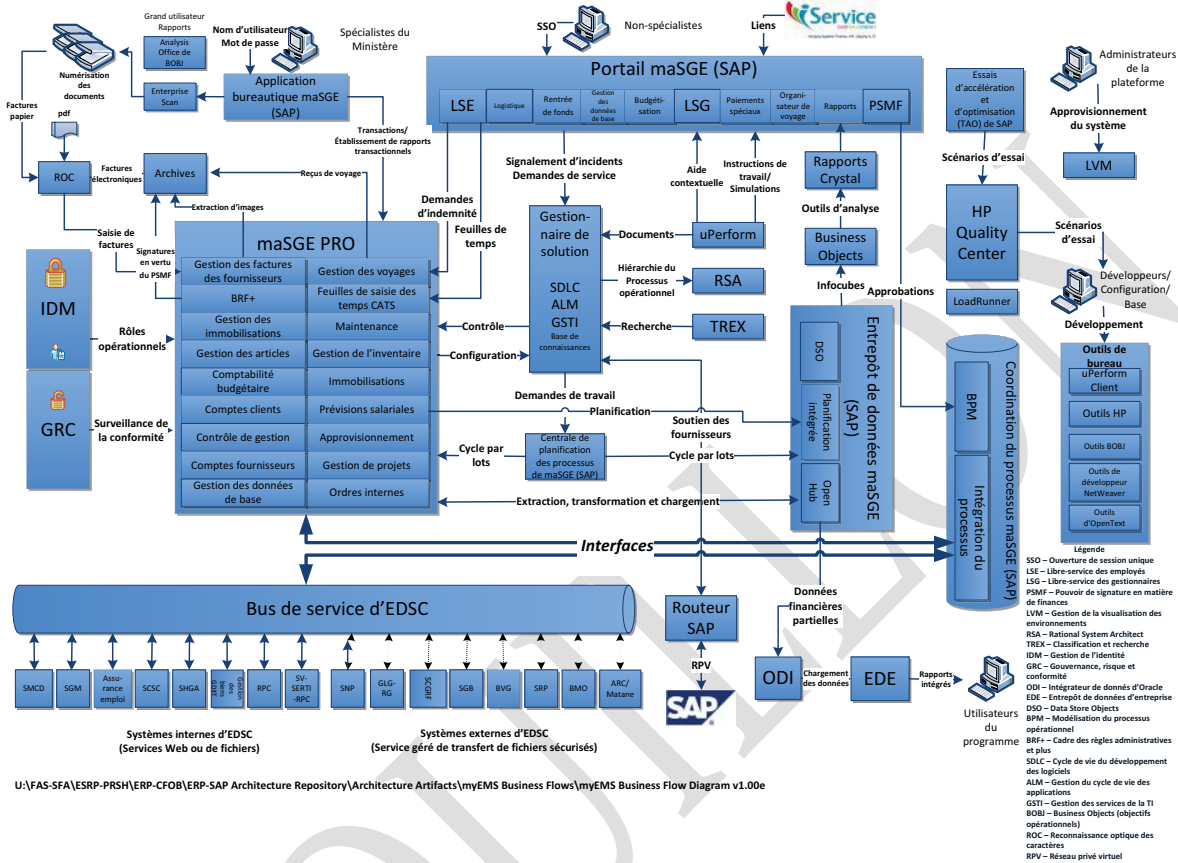 Grand utilisateur
Rapports
Analysis
Office de
BOBJ
Nom d'utilisateur
Mot de passe
Spécialistes du
Ministère
SSO
Non-spécialistes
Liens
iService
Numérisation
des
documents
Enterprise
Scan
Application
bureautique maSGE
(SAP)
Portail maSGE (SAP)
LSE
Logistique
Rentrée
de fonds
Gestion
des
données
de base
Budgéti-
sation
LSG
Paiements
spéciaux
Organi-
sateur de
voyage
Rapports
PSMF
Essais
d'accélération
et
d'optimisation
(TAO) de SAP
Administrateurs
de la
plateforme
Approvisionnement
du système
LVM
Factures
papier
pdf
ROC
Factures
électroniques
Archives
Reçus de voyage
Transactions/
Établissement de rapports
transactionnels
Extraction d'images
Saisie de
factures
Signatures
en vertu
du PSMF
Demandes
d'indemnité
Feuilles de
temps
Signalement d'incidents
Demandes de service
Aide
contextuelle
Instructions de
travail/
Simulations
Rapports
Crystal
Outils d'analyse
Business
Objects
Infocubes
Approbations
Scénarios d'essai
HP
Quality
Center
LoadRunner
Scénarios
d'essai
Développeurs/
Configuration/
Base
Développement
IDM
Rôles
opérationnels
GRC
Surveillance de
la conformité
maSGE PRO
Gestion des factures
des fournisseurs
Gestion des voyages
BRF+
Feuilles de saisie des
temps CATS
Gestion des
immobilisations
Maintenance
Gestion des articles
Gestion de l'inventaire
Comptabilité
budgétaire
Immobilisations
Comptes clients
Prévisions salariales
Contrôle de gestion
Approvisionnement
Comptes fournisseurs
Gestion de projets
Gestion des données
de base
Ordres internes
Gestion-
naire de
solution
SDLC
ALM
GSTI
Base de
connaissances
Documents
uPerform
Hiérarchie du
Processus
opérationnel
RSA
Recherche
TREX
Contrôle
Configuration
Demandes de travail
Planification
Soutien des
fournisseurs
Cycle par
lots
Centrale de
planification
des processus
de maSGE (SAP)
Cycle par lots
Extraction, transformation et chargement
Entrepôt de données maSGE
(SAP)
DSO
Planification
intégrée
Open
Hub
Coordination du processus maSGE (SAP)
BPM
Intégration du
processus
Outils de
bureau
uPerform
Client
Outils HP
Outils BOBJ
Outils de
développeur
NetWeaver
Outils
d'OpenText
Interfaces
Bus de service d'EDSC
SMCD
SGM
Assu-
rance
emploi
SCSC
SHGA
RPC
SV-
SERTI
-RPC
SNP
GLG-
RG
SCGRF
SGB
BVG
SRP
BMO
ARC/
Matane
Systèmes internes d'EDSC
(Services Web ou de fichiers)
Systèmes externes d'EDSC
(Service géré de transfert de fichiers sécurisés)
Routeur
SAP
RPV
SAP
Données
financières
partielles
ODI
Chargement
des données
EDE
Rapports
intégrés
Utilisateurs
du
programme
Légende
SSO – Ouverture de session unique
LSE – Libre-service des employés
LSG – Libre-service des gestionnaires
PSMF – Pouvoir de signature en matière
de finances
LVM – Gestion de la visualisation des
environnements
RSA – Rational System Architect
TREX – Classification et recherche
IDM – Gestion de l'identité
GRC – Gouvernance, risque et
conformité
ODI – Intégrateur de donnés d'Oracle
EDE – Entrepôt de données d'entreprise
DSO – Data Store Objects
BPM – Modélisation du processus
opérationnel
BRF+ – Cadre des règles administratives
et plus
SDLC – Cycle de vie du développement
des logiciels
ALM – Gestion du cycle de vie des
applications
GSTI – Gestion des services de la TI
BOBJ – Business Objects (objectifs
opérationnels)
ROC – Reconnaissance optique des
caractères
RPV – Réseau privé virtuel
U:\FAS-SFA\ESRP-PRSH\ERP-CFOB\ERP-SAP Architecture Repository\Architecture Artifacts\myEMS Business Flows\myEMS Business Flow Diagram v1.00e